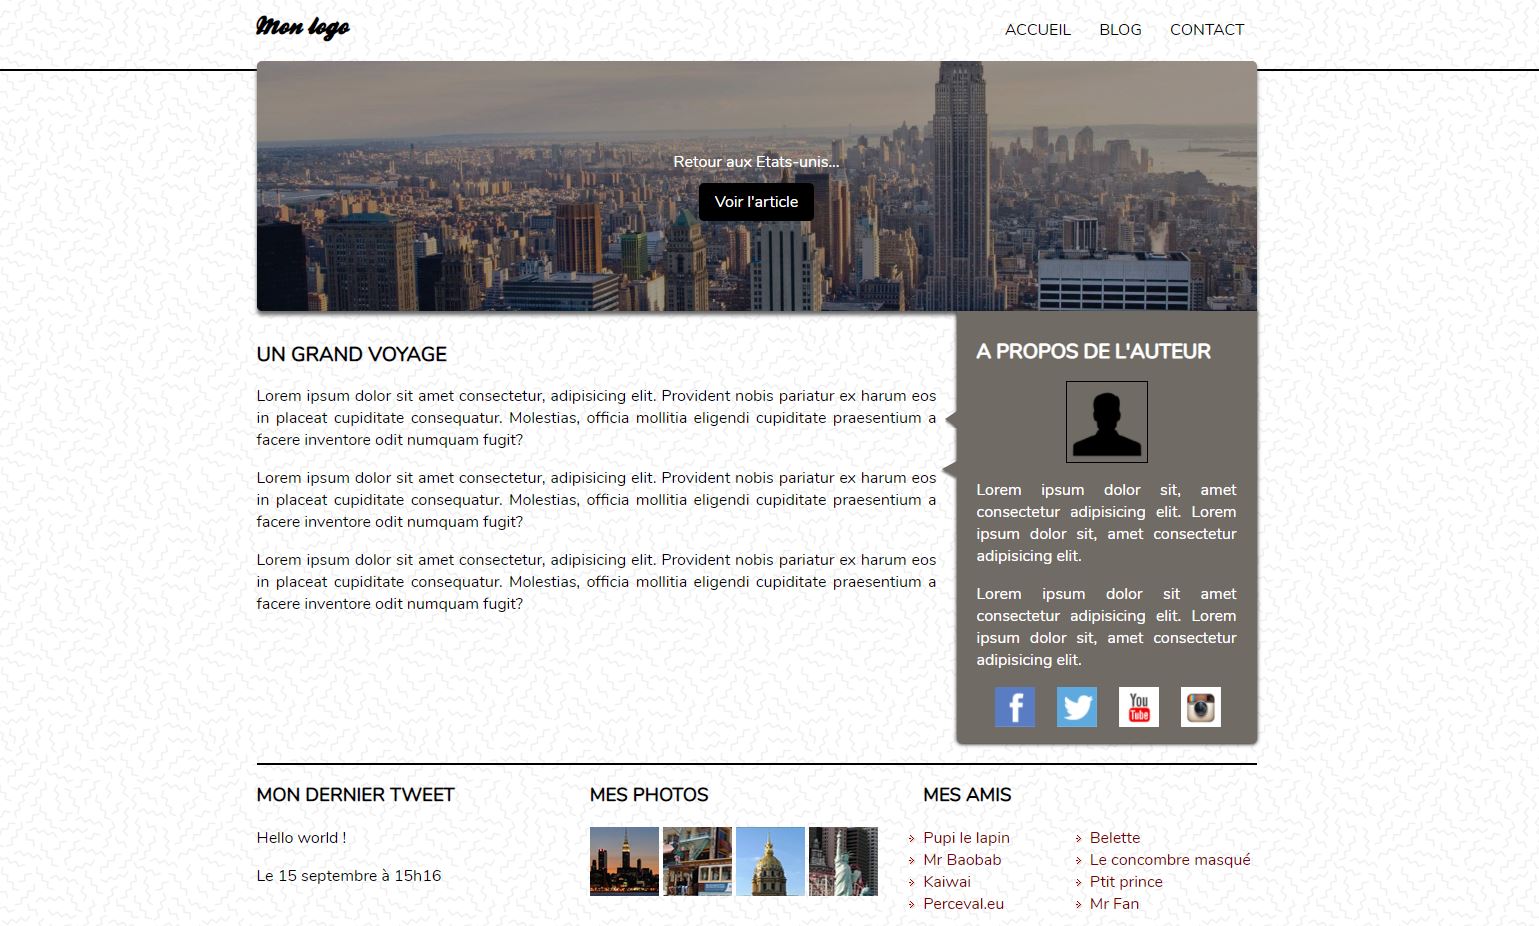 Mon logo
ACCUEIL BLOG CONTACT
Retour aux Etats-unis...
Voir l'article
UN GRAND VOYAGE
Lorem ipsum dolor sit amet consectetur, adipisicing elit. Provident nobis pariatur ex harum eos
in placeat cupiditate consequatur. Molestias, officia mollitia eligendi cupiditate praesentium a
facere inventore odit numquam fugit?
Lorem ipsum dolor sit amet consectetur, adipisicing elit. Provident nobis pariatur ex harum eos
in placeat cupiditate consequatur. Molestias, officia mollitia eligendi cupiditate praesentium a
facere inventore odit numquam fugit?
Lorem ipsum dolor sit amet consectetur, adipisicing elit. Provident nobis pariatur ex harum eos
in placeat cupiditate consequatur. Molestias, officia mollitia eligendi cupiditate praesentium a
facere inventore odit numquam fugit?
A PROPOS DE L'AUTEUR
Lorem ipsum dolor sit, amet
consectetur adipisicing elit. Lorem
ipsum dolor sit, amet consectetur
adipisicing elit.
Lorem ipsum dolor sit amet
consectetur adipisicing elit. Lorem
ipsum dolor sit, amet consectetur
adipisicing elit.
f You
Tube
MON DERNIER TWEET
Hello world !
Le 15 septembre à 15h16
MES PHOTOS
MES AMIS
Pupi le lapin
Mr Baobab
Kaiwai
Perceval.eu
Belette
Le concombre masqué
Ptit prince
Mr Fan